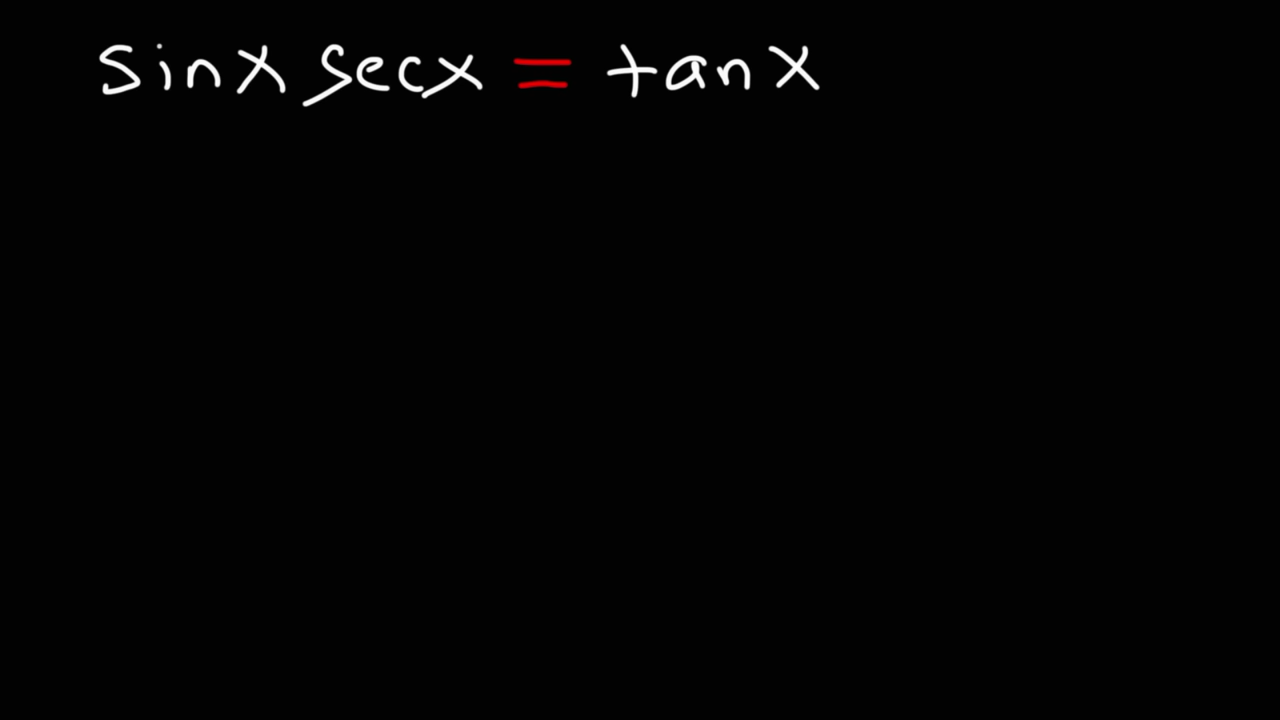 sinx secx = tanx